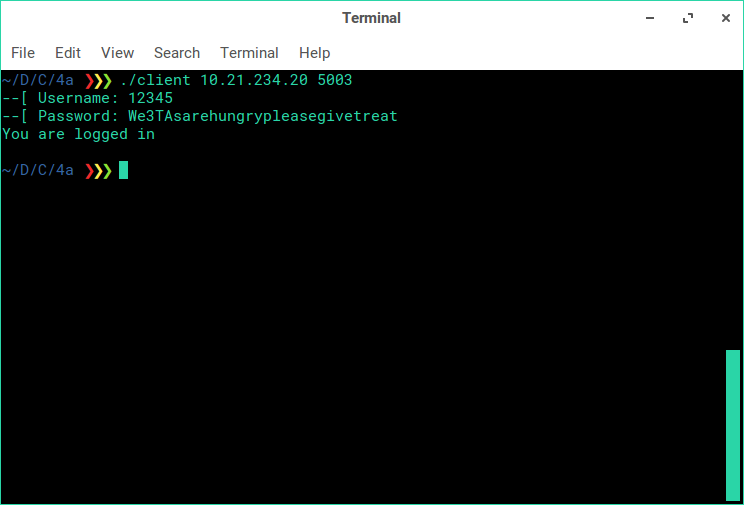 Terminal
File Edit View Search Terminal Help
~/D/C/4a ❯❯❯ ./client 10.21.234.20 5003
--[ Username: 12345
--[ Password: We3TAsarehungrypleasegivetreat
You are logged in
~/D/C/4a ❯❯❯